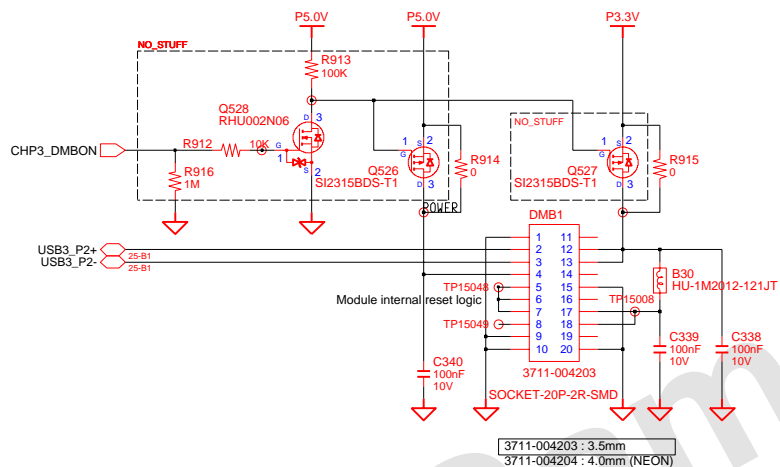 P5.0V P5.0V P3.3V
NO_STUFF
R913
100K
Q528
RHU002N06
D 3
NO_STUFF
CHP3_DMBON
R912 10K G
1
S
2
R916
1M
1 S 2
G
D 3
Q526
SI2315BDS-T1
R914
0
1 S 2
G
D 3
Q527
SI2315BDS-T1
R915
0
POWER
DMB1
USB3_P2+
25-B1
USB3_P2-
25-B1
1 11
2 12
3 13
4 14
5 15
6 16
7 17
8 18
9 19
10 20
TP15048
Module internal reset logic
TP15049
TP15008
B30
HU-1M2012-121JT
C340
100nF
10V
C339
100nF
10V
C338
100nF
10V
3711-004203
SOCKET-20P-2R-SMD
3711-004203 : 3.5mm
3711-004204 : 4.0mm (NEON)